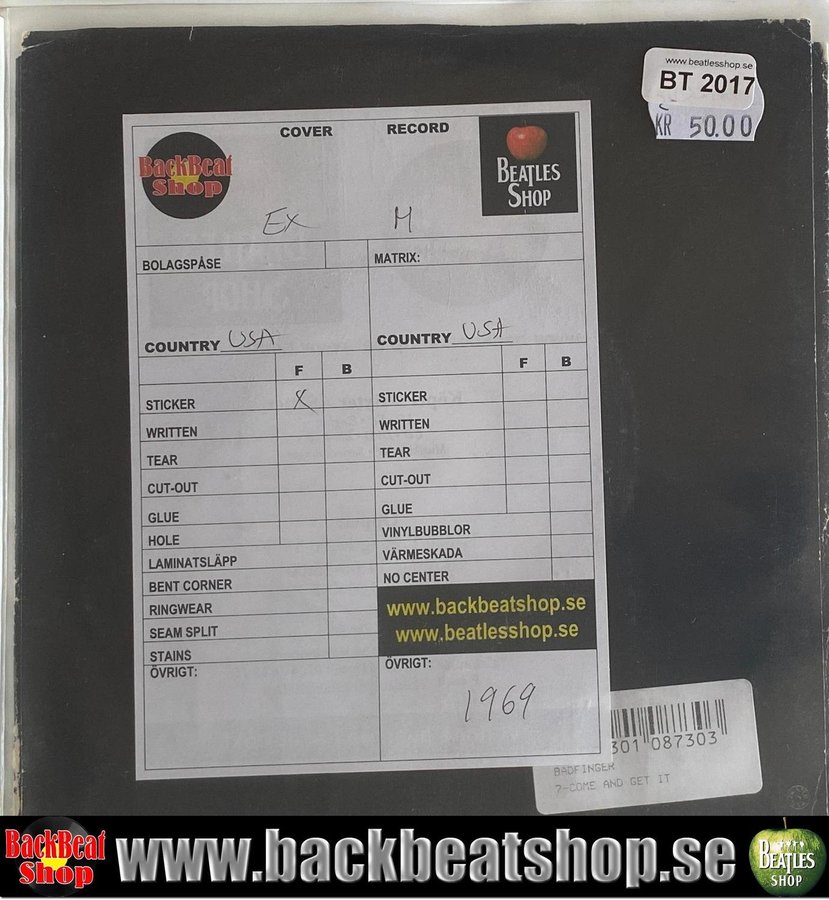 www.beatlesshop.se
BT 2017
KR 50.00
COVER RECORD
BackBeat
Shop
BEATLES
SHOP
EX M
BOLAGSPÅSE MATRIX:
COUNTRY USA COUNTRY USA
F B F B
STICKER X STICKER
WRITTEN WRITTEN
TEAR TEAR
CUT-OUT CUT-OUT
GLUE GLUE
HOLE VINYLBUBBLOR
LAMINATSLÄPP VÄRMESKADA
BENT CORNER NO CENTER
RINGWEAR www.backbeatshop.se
SEAM SPLIT www.beatlesshop.se
STAINS
ÖVRIGT: ÖVRIGT:
1969
301 087303
BADFINGER
7-COME AND GET IT
BackBeat
Shop
www.backbeatshop.se
BEATLES
SHOP